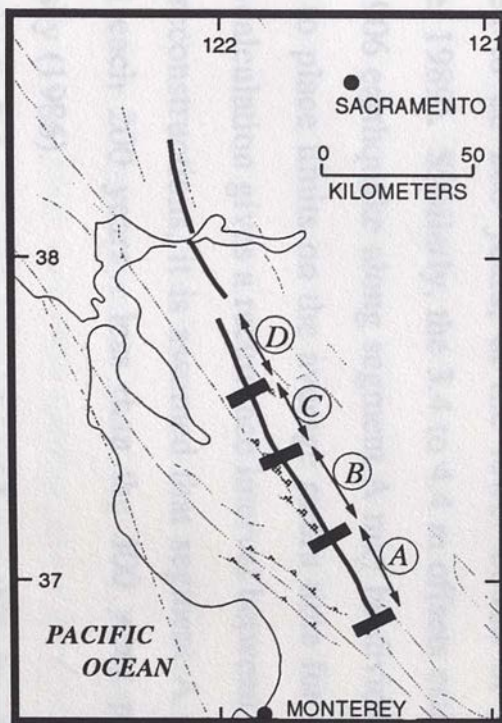 122
121
SACRAMENTO
0 50
KILOMETERS
38
D
C
B
A
37
PACIFIC
OCEAN
MONTEREY